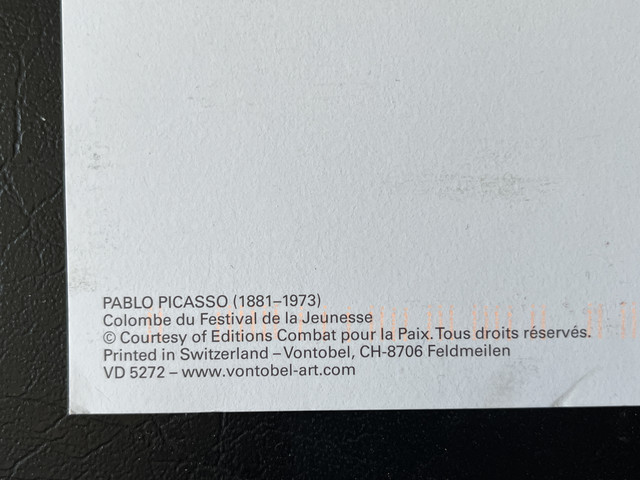 PABLO PICASSO (1881–1973)
Colombe du Festival de la Jeunesse
© Courtesy of Editions Combat pour la Paix. Tous droits réservés.
Printed in Switzerland – Vontobel, CH-8706 Feldmeilen
VD 5272 – www.vontobel-art.com